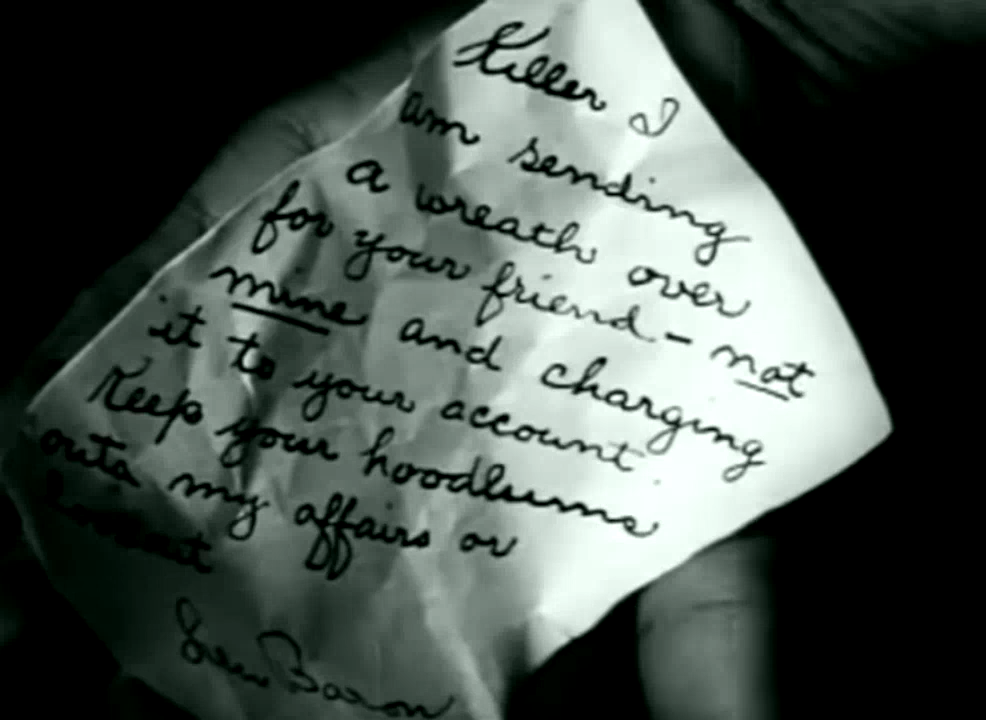 Killer I
am sending
a wreath over
for your friend - not
mine and charging
it to your account
Keep your hoodlums
outa my affairs or
Baron